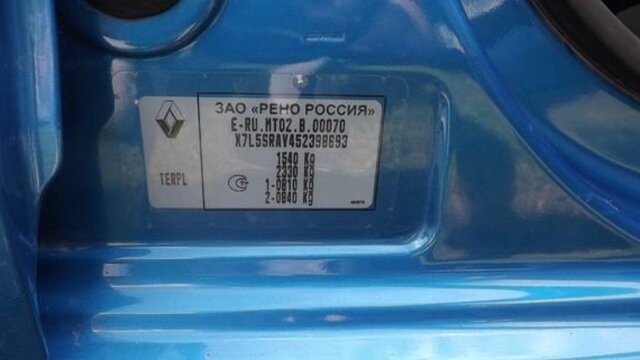 ЗАО «РЕНО РОССИЯ»
E-RU.MT02.B.00070
X7L5SRAV452398693
1540 KG
2330 KG
1-0810 KG
2-0840 KG
TERPL